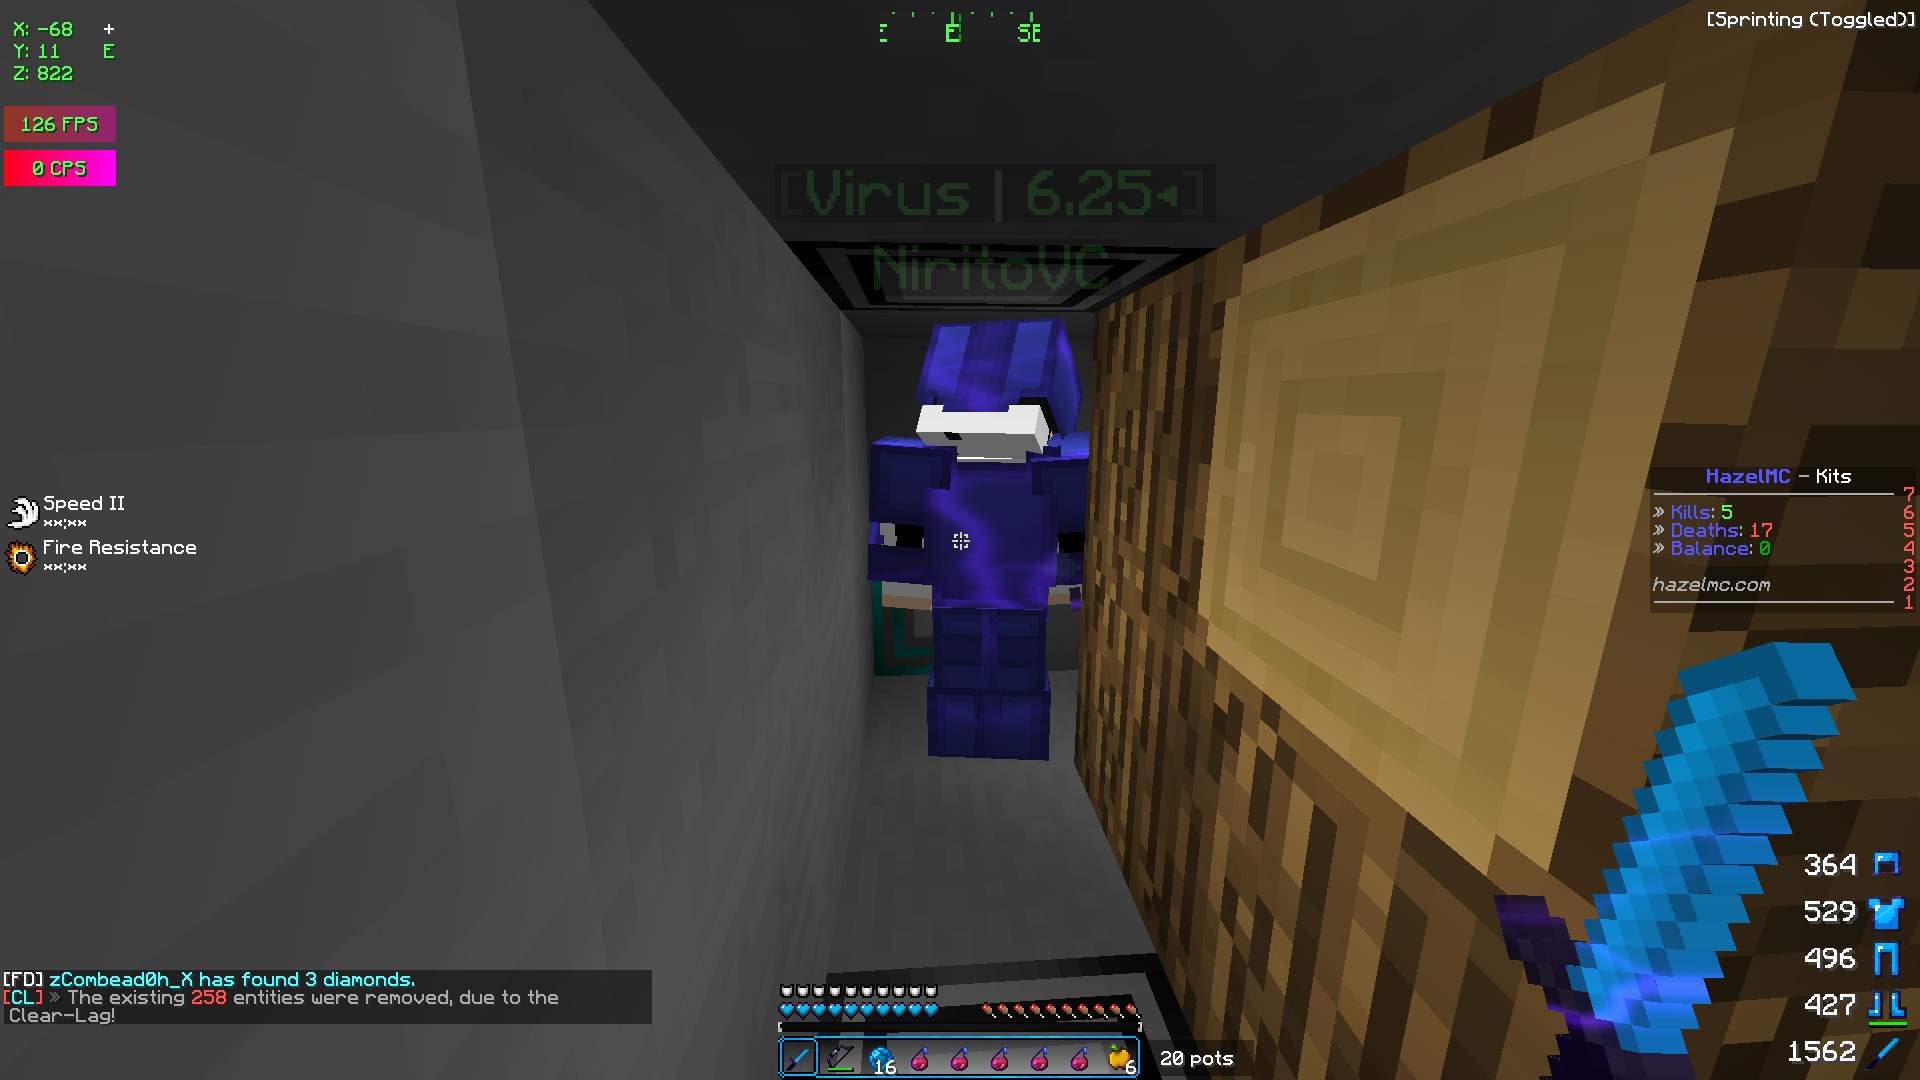 X: -68 +
Y: 11 E
Z: 822
E SE
[Sprinting (Toggled)]
126 FPS
0 CPS
[Virus | 6.25◄]
NiritoVC
Speed II
**:**
Fire Resistance
**:**
HazelMC - Kits
7
» Kills: 5 6
» Deaths: 17 5
» Balance: 0 4
3
hazelmc.com 2
1
364
529
496
427
1562
[FD] zCombead0h_X has found 3 diamonds.
[CL] » The existing 258 entities were removed, due to the
Clear-Lag!
16
6
20 pots